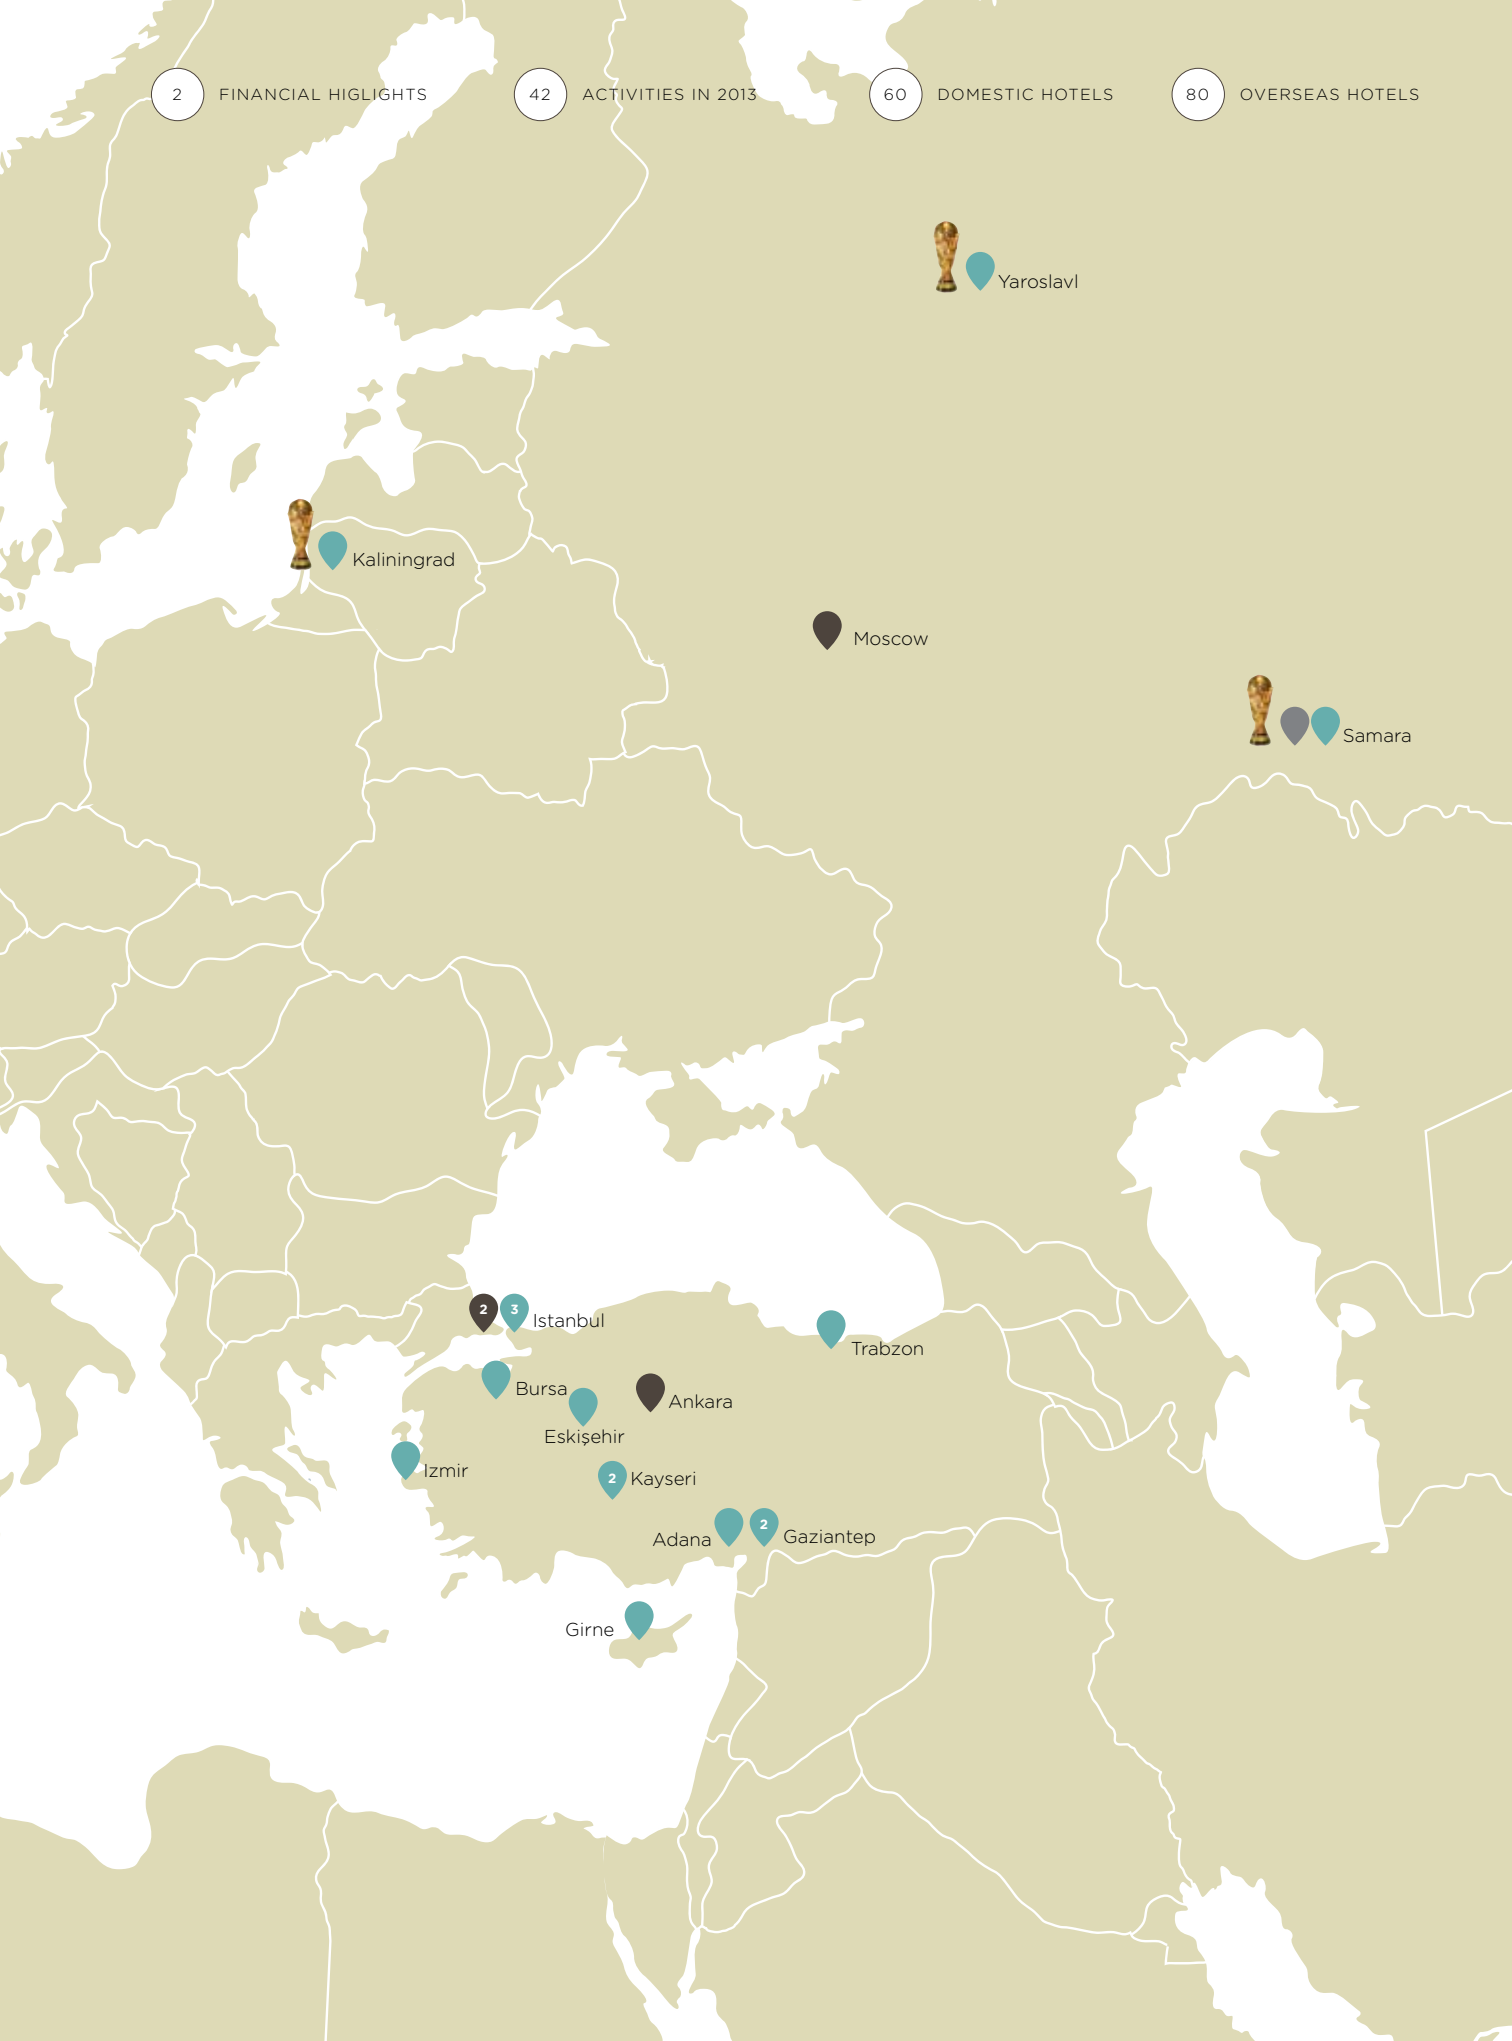 2 FINANCIAL HIGLIGHTS 42 ACTIVITIES IN 2013 60 DOMESTIC HOTELS 80 OVERSEAS HOTELS
Yaroslavl
Kaliningrad
Moscow
Samara
2 3 Istanbul
Trabzon
Bursa
Ankara
Eskişehir
Izmir
2 Kayseri
Adana 2 Gaziantep
Girne